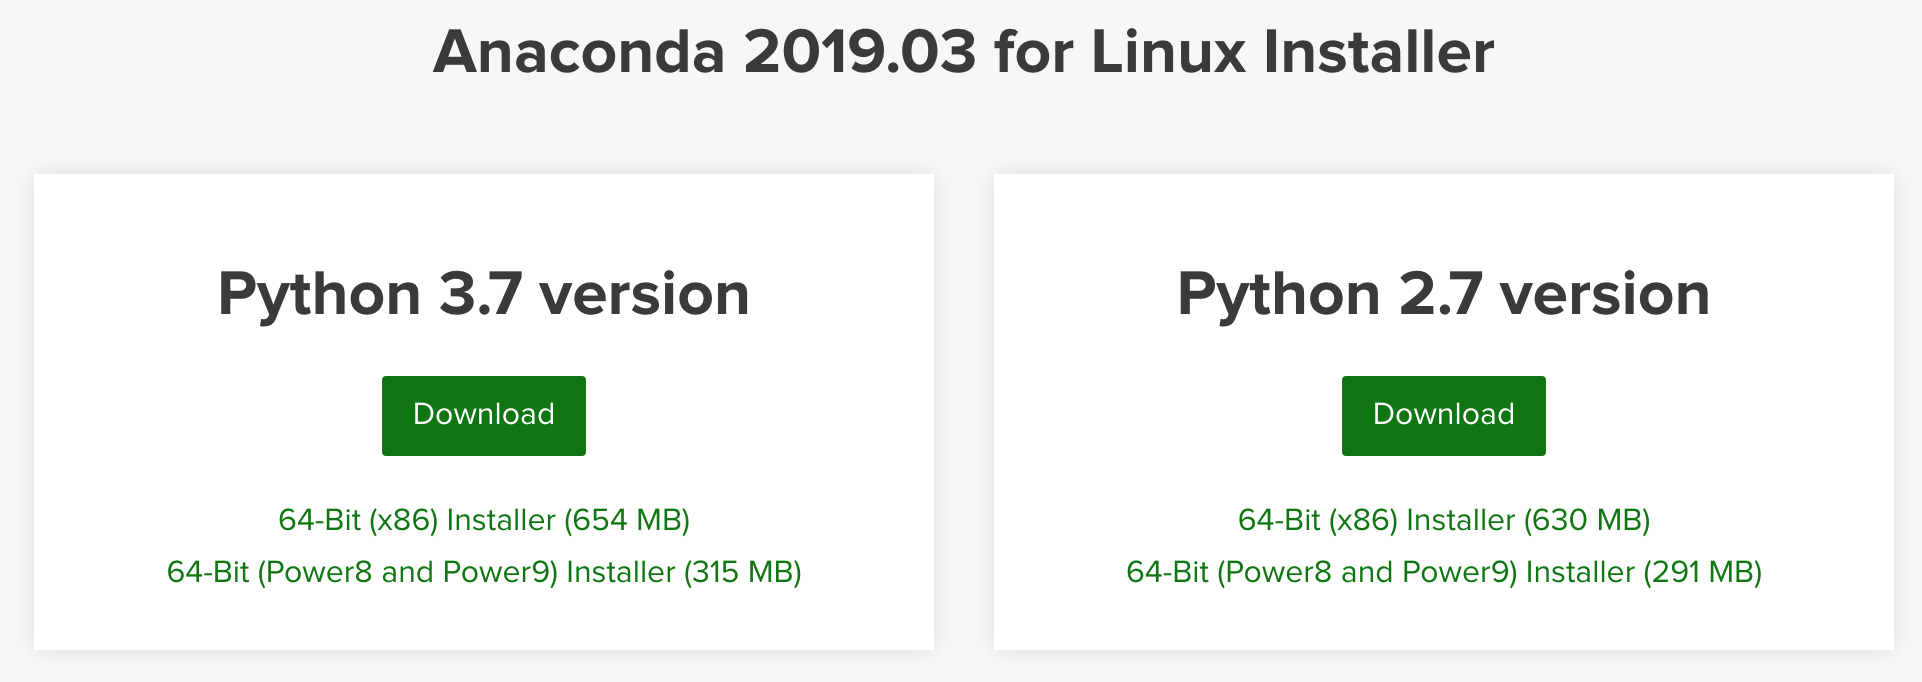 Anaconda 2019.03 for Linux Installer
Python 3.7 version
Download
64-Bit (x86) Installer (654 MB)
64-Bit (Power8 and Power9) Installer (315 MB)
Python 2.7 version
Download
64-Bit (x86) Installer (630 MB)
64-Bit (Power8 and Power9) Installer (291 MB)